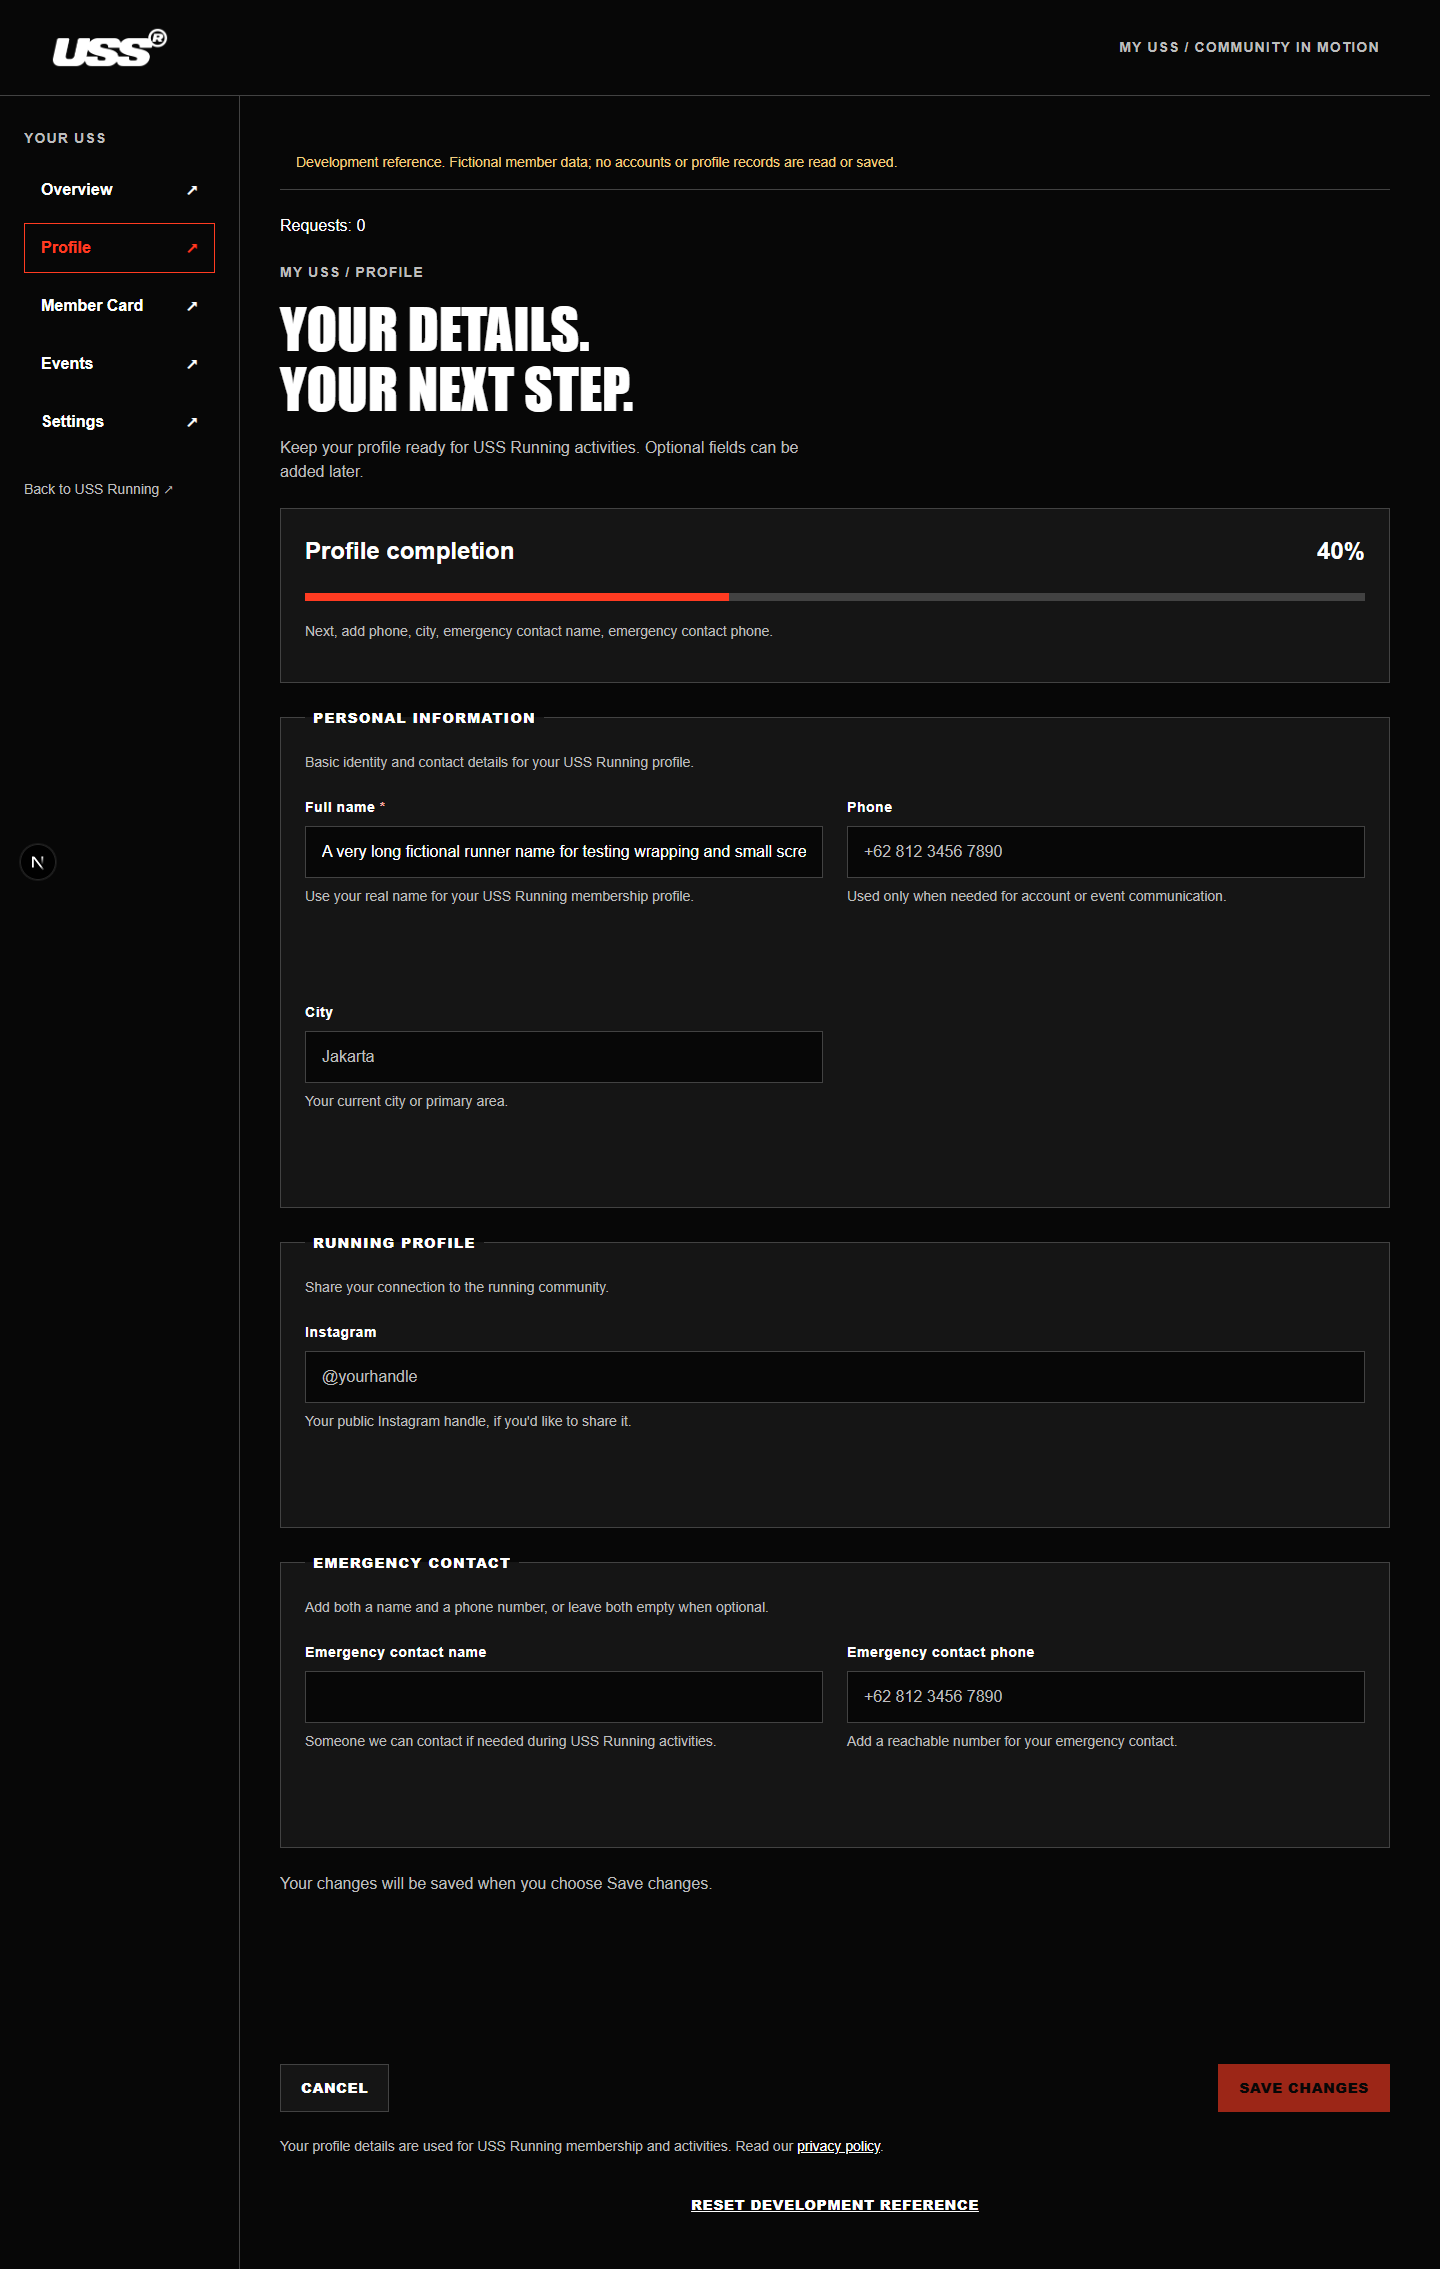 USS®
MY USS / COMMUNITY IN MOTION
YOUR USS
Overview ↗
Profile ↗
Member Card ↗
Events ↗
Settings ↗
Back to USS Running ↗
Development reference. Fictional member data; no accounts or profile records are read or saved.
Requests: 0
MY USS / PROFILE
YOUR DETAILS.
YOUR NEXT STEP.
Keep your profile ready for USS Running activities. Optional fields can be
added later.
Profile completion 40%
Next, add phone, city, emergency contact name, emergency contact phone.
PERSONAL INFORMATION
Basic identity and contact details for your USS Running profile.
Full name *
A very long fictional runner name for testing wrapping and small scre
Use your real name for your USS Running membership profile.
Phone
+62 812 3456 7890
Used only when needed for account or event communication.
City
Jakarta
Your current city or primary area.
RUNNING PROFILE
Share your connection to the running community.
Instagram
@yourhandle
Your public Instagram handle, if you'd like to share it.
EMERGENCY CONTACT
Add both a name and a phone number, or leave both empty when optional.
Emergency contact name
Someone we can contact if needed during USS Running activities.
Emergency contact phone
+62 812 3456 7890
Add a reachable number for your emergency contact.
Your changes will be saved when you choose Save changes.
CANCEL
SAVE CHANGES
Your profile details are used for USS Running membership and activities. Read our privacy policy.
RESET DEVELOPMENT REFERENCE
N